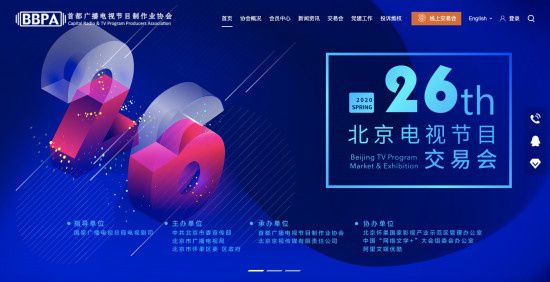 BBPA
首都广播电视节目制作业协会
Capital Radio & TV Program Producers Association
首页 协会概况 会员中心 新闻资讯 交易会 党建工作 投诉维权 线上交易会 English 登录
26
2020
SPRING
26th
北京电视节目
Beijing TV Program
Market & Exhibition
交易会
指导单位
国家广播电视总局电视剧司
主办单位
中共北京市委宣传部
北京市广播电视局
北京市怀柔区委 区政府
承办单位
首都广播电视节目制作业协会
北京京视传媒有限责任公司
协办单位
北京怀柔国家影视产业示范区管理办公室
中国“网络文学+”大会组委会办公室
阿里文娱优酷